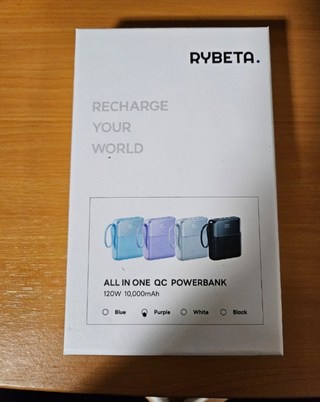 RYBETA.
RECHARGE
YOUR
WORLD
ALL IN ONE QC POWERBANK
120W 10,000mAh
Blue Purple White Black